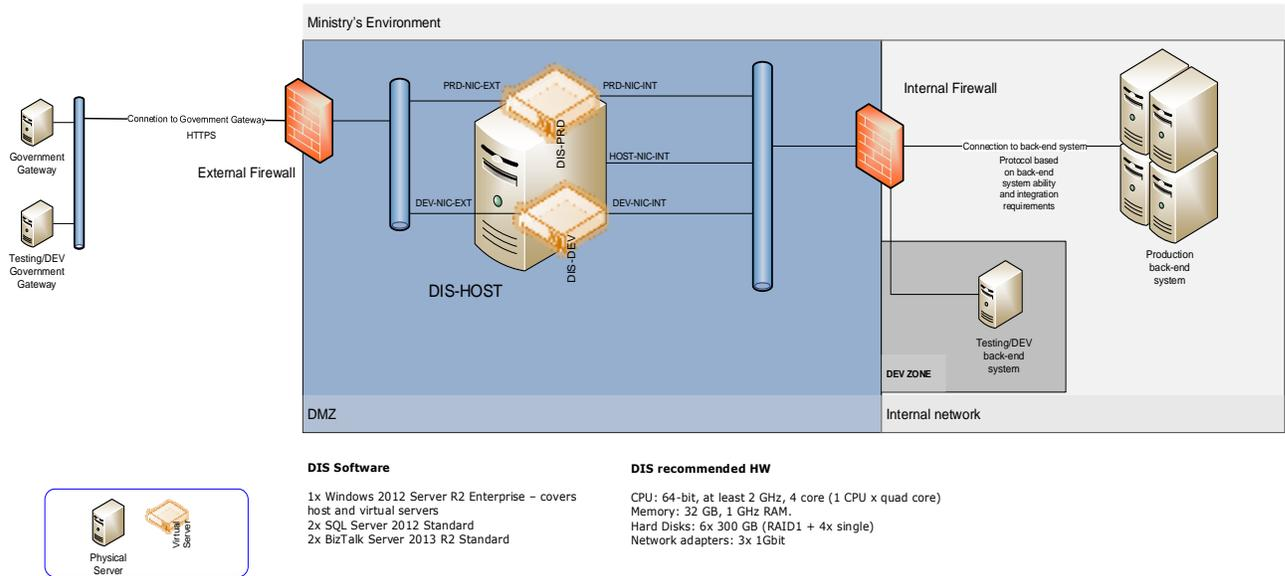 Ministry's Environment
Connetion to Government Gateway
HTTPS
Government
Gateway
External Firewall
Testing/DEV
Government
Gateway
PRD-NIC-EXT
PRD-NIC-INT
DIS-PRD
HOST-NIC-INT
DEV-NIC-EXT
DEV-NIC-INT
DIS-DEV
DIS-HOST
Internal Firewall
Connection to back-end system
Protocol based
on back-end
system ability
and integration
requirements
Production
back-end
system
Testing/DEV
back-end
system
DEV ZONE
DMZ
Internal network
DIS Software
1x Windows 2012 Server R2 Enterprise – covers
host and virtual servers
2x SQL Server 2012 Standard
2x BizTalk Server 2013 R2 Standard
DIS recommended HW
CPU: 64-bit, at least 2 GHz, 4 core (1 CPU x quad core)
Memory: 32 GB, 1 GHz RAM.
Hard Disks: 6x 300 GB (RAID1 + 4x single)
Network adapters: 3x 1Gbit
Physical
Server
Virtual
Server